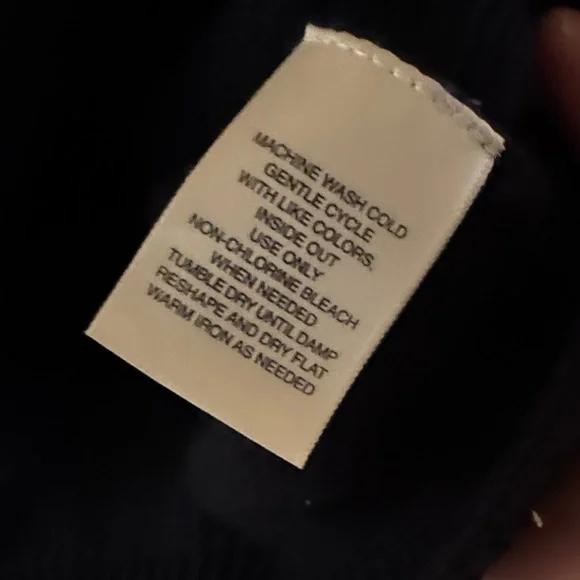 MACHINE WASH COLD
GENTLE CYCLE
WITH LIKE COLORS,
INSIDE OUT
USE ONLY
NON-CHLORINE BLEACH
WHEN NEEDED
TUMBLE DRY UNTIL DAMP
RESHAPE AND DRY FLAT
WARM IRON AS NEEDED